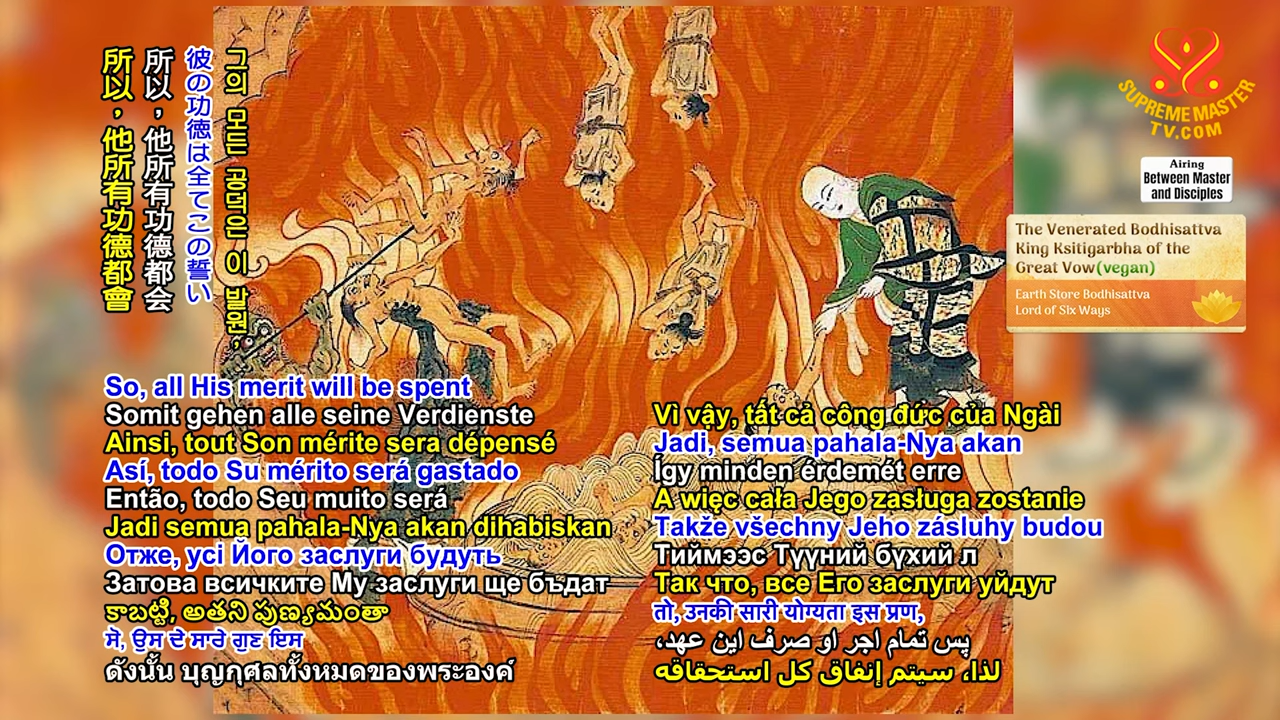 그의 모든 공덕은 이 발원,
彼の功徳は全てこの誓い
所以，他所有功德都会
所以，他所有功德都會
So, all His merit will be spent
Somit gehen alle seine Verdienste
Ainsi, tout Son mérite sera dépensé
Así, todo Su mérito será gastado
Então, todo Seu muito será
Jadi semua pahala-Nya akan dihabiskan
Отже, усі Його заслуги будуть
Затова всичките Му заслуги ще бъдат
కాబట్టి, అతని పుణ్యమంతా
ਸੋ, ਉਸ ਦੇ ਸਾਰੇ ਗੁਣ ਇਸ
ดังนั้น บุญกุศลทั้งหมดของพระองค์
Vì vậy, tất cả công đức của Ngài
Jadi, semua pahala-Nya akan
Így minden érdemét erre
A więc cała Jego zasługa zostanie
Takže všechny Jeho zásluhy budou
Тиймээс Түүний бүхий л
Так что, все Его заслуги уйдут
तो, उनकी सारी योग्यता इस प्रण,
پس تمام اجر او صرف این عهد،
لذا، سيتم إنفاق كل استحقاقه
SUPREME MASTER
TV.COM
Airing
Between Master
and Disciples
The Venerated Bodhisattva
King Ksitigarbha of the
Great Vow(vegan)
Earth Store Bodhisattva
Lord of Six Ways